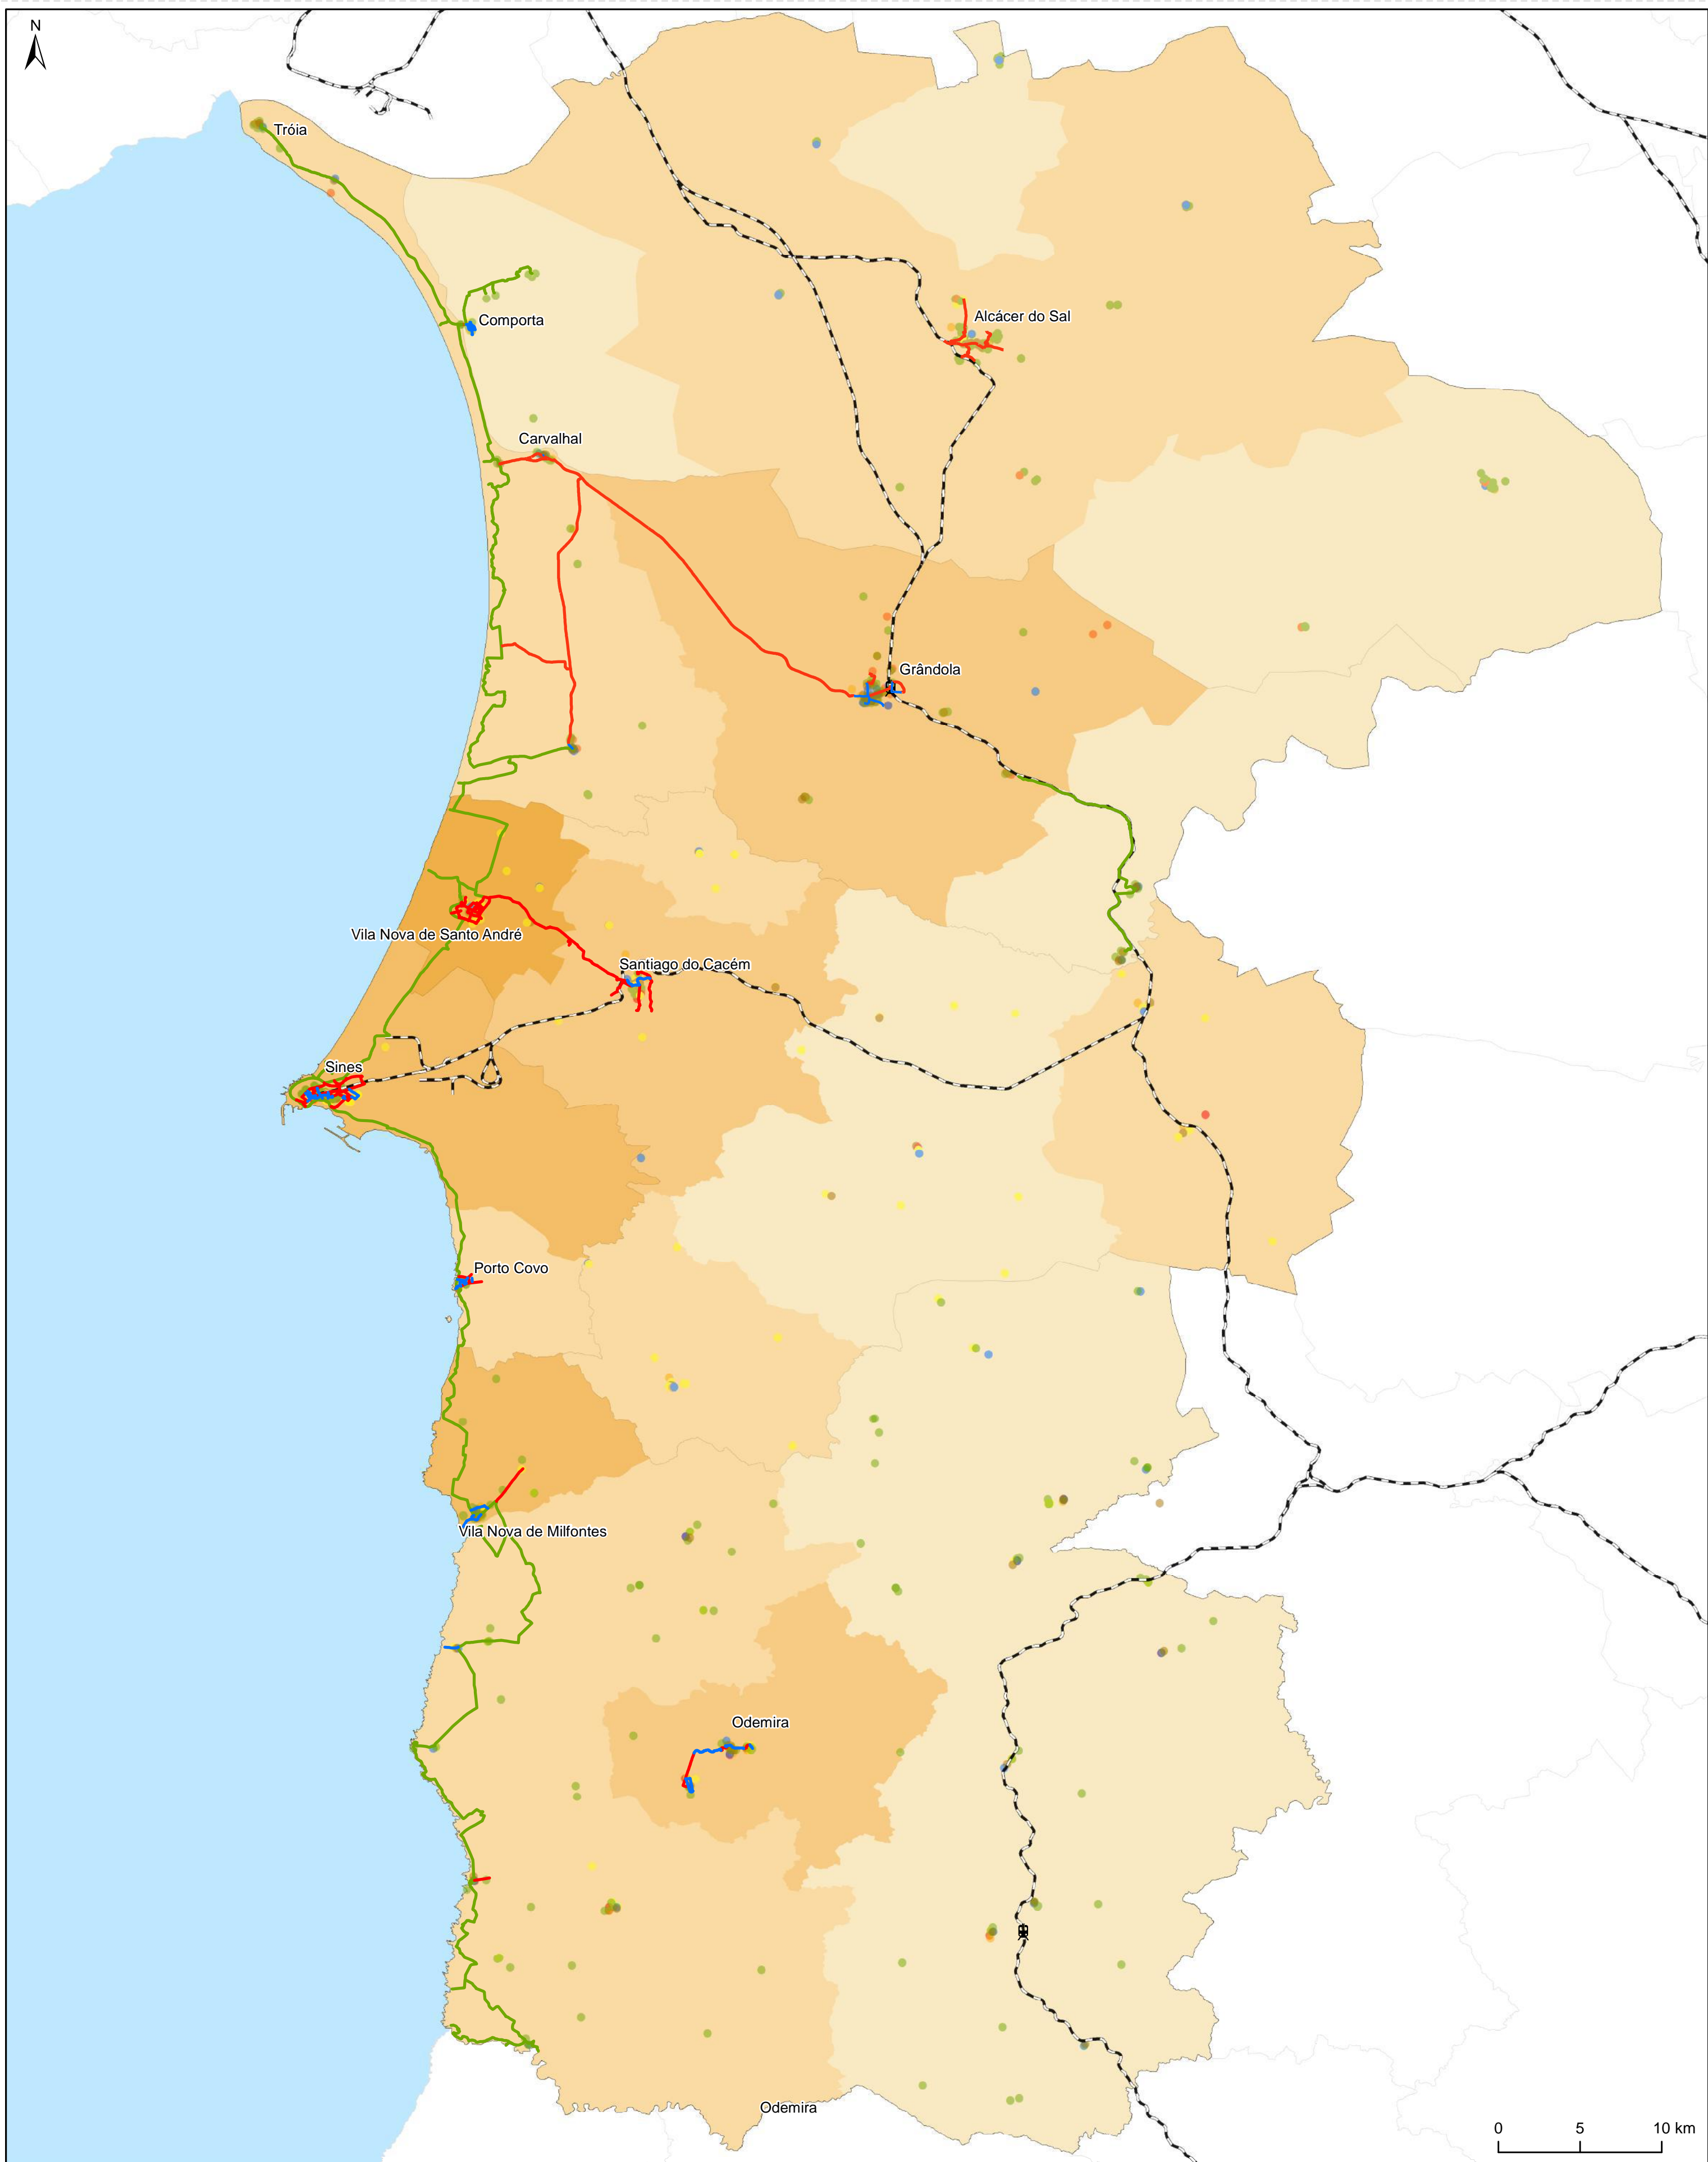 N
Tróia
Comporta
Alcácer do Sal
Carvalhal
Grândola
Vila Nova de Santo André
Santiago do Cacém
Sines
Porto Covo
Vila Nova de Milfontes
Odemira
Odemira
0 5 10 km